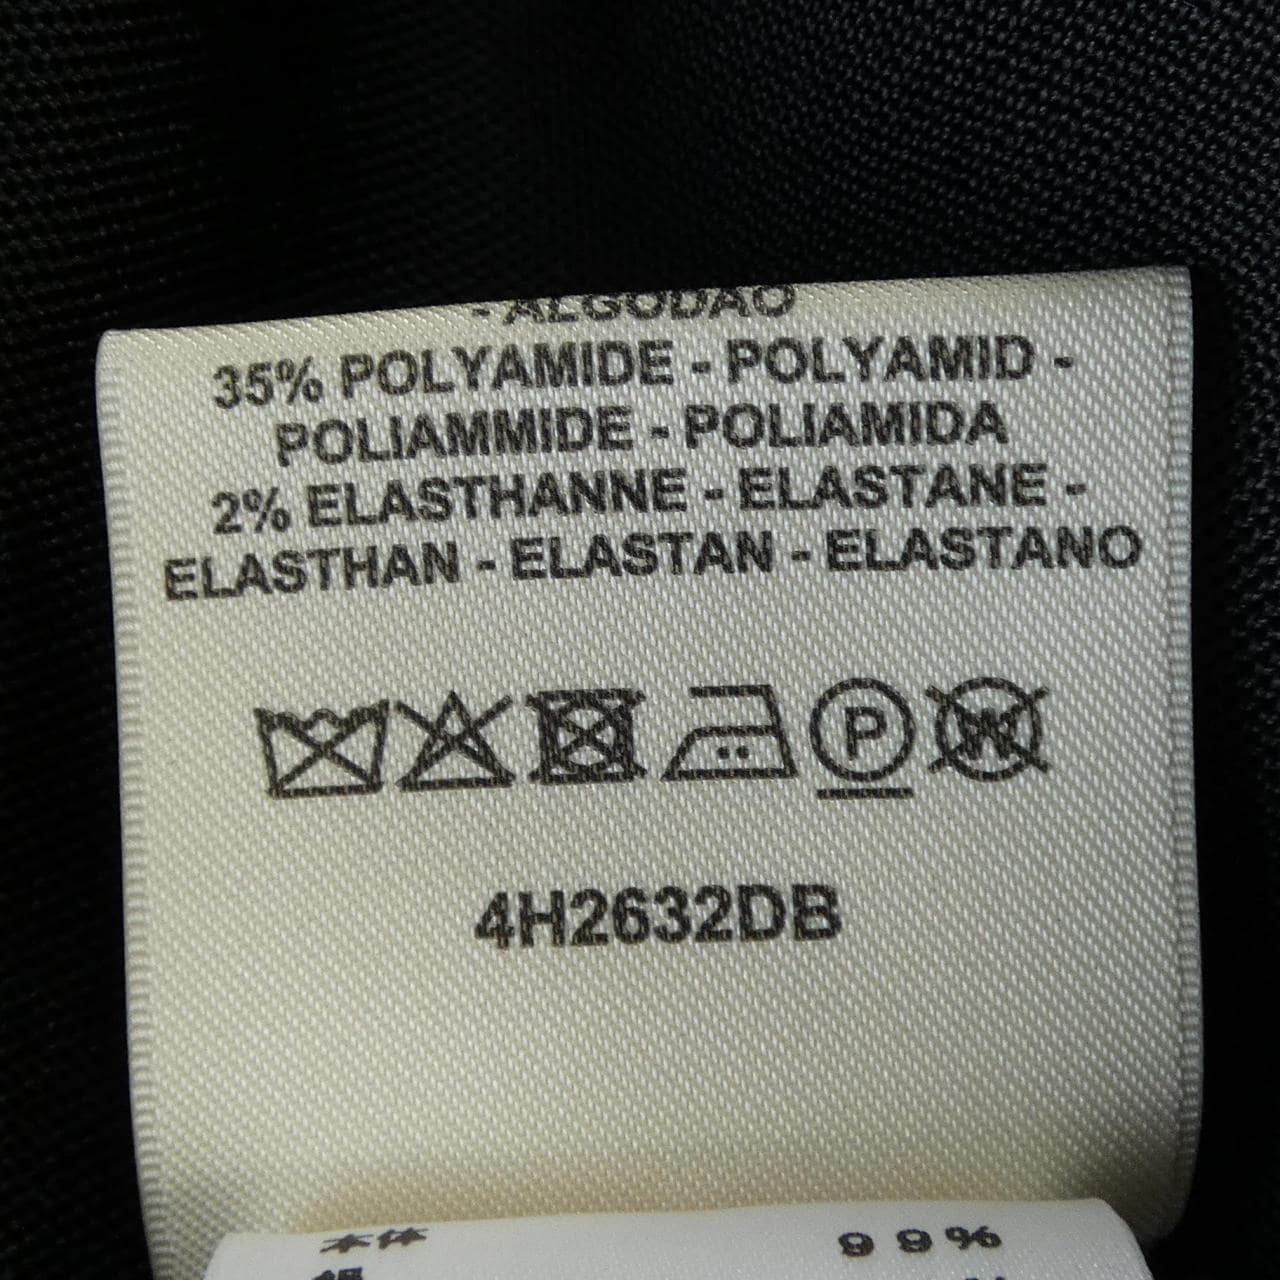 - ALGODAO
35% POLYAMIDE - POLYAMID -
POLIAMMIDE - POLIAMIDA
2% ELASTHANNE - ELASTANE -
ELASTHAN - ELASTAN - ELASTANO
P W
4H2632DB
本体 99%